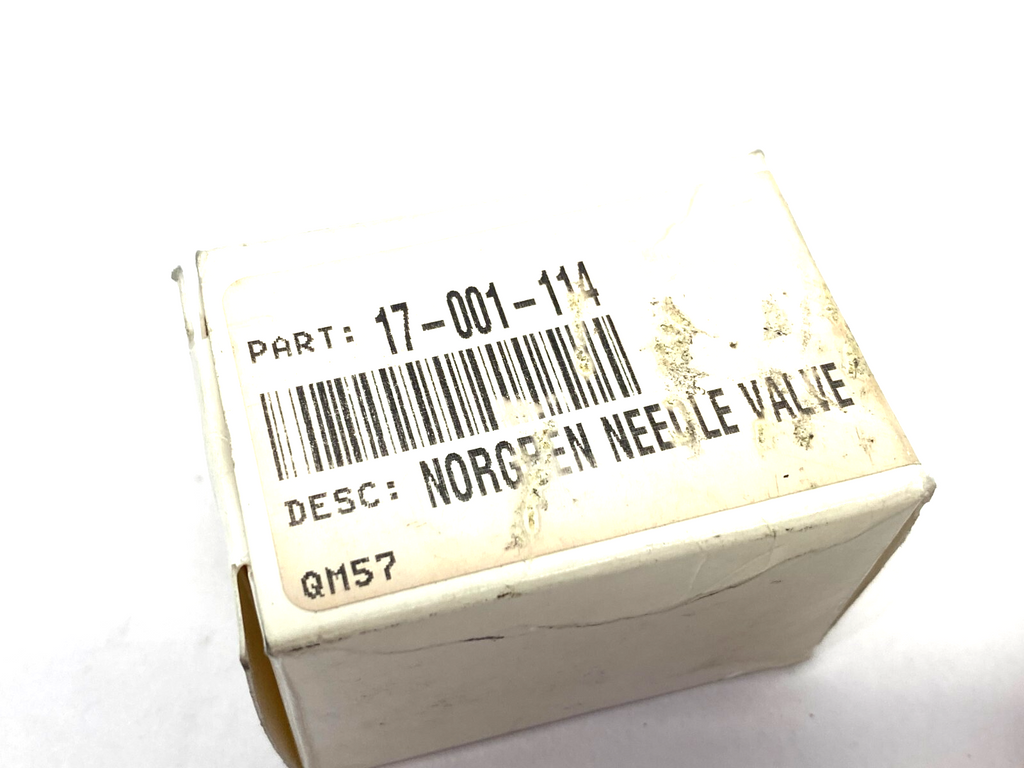 PART: 17-001-114
DESC: NORGREN NEEDLE VALVE
QM57